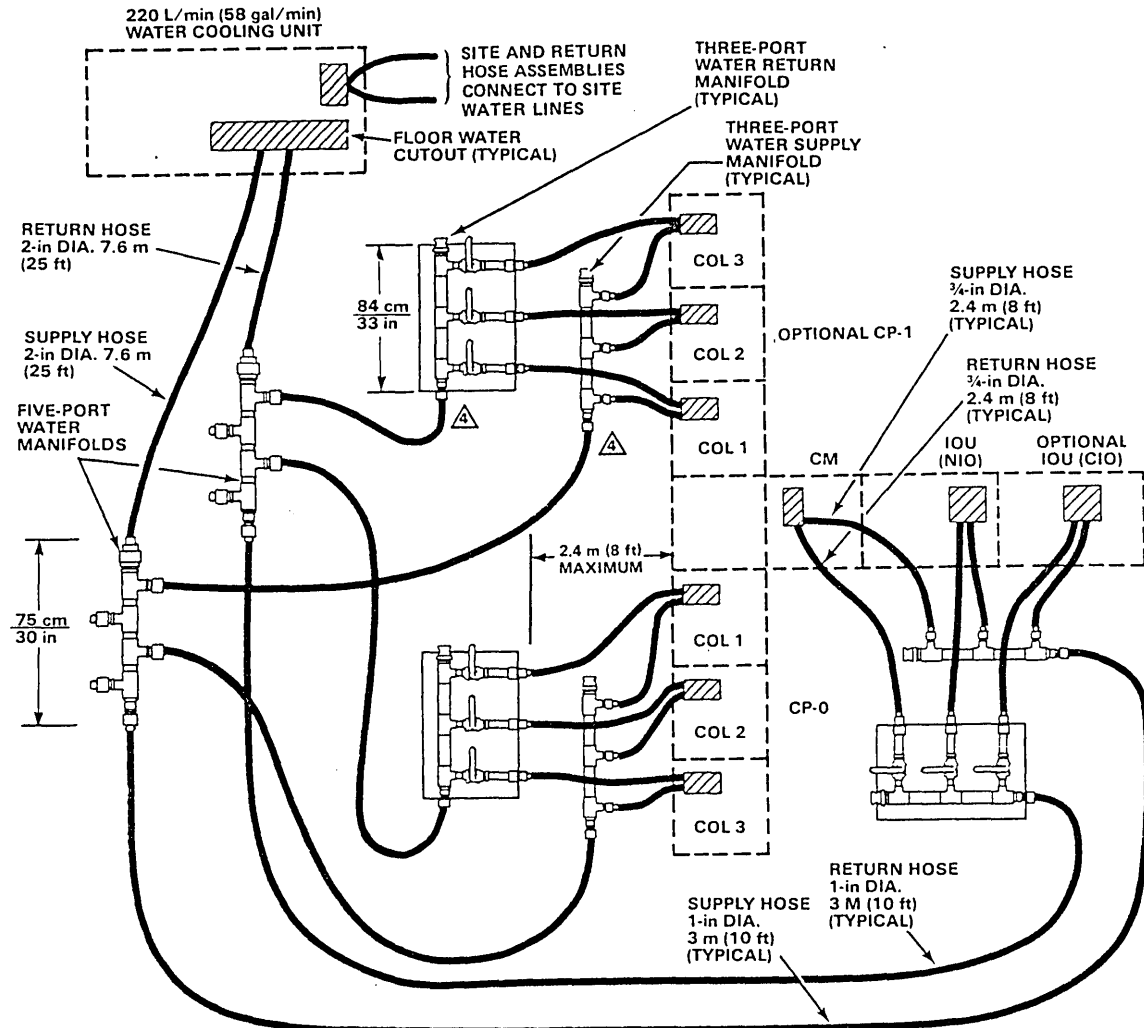 220 L/min (58 gal/min)
WATER COOLING UNIT
SITE AND RETURN
HOSE ASSEMBLIES
CONNECT TO SITE
WATER LINES
FLOOR WATER
CUTOUT (TYPICAL)
THREE-PORT
WATER RETURN
MANIFOLD
(TYPICAL)
THREE-PORT
WATER SUPPLY
MANIFOLD
(TYPICAL)
RETURN HOSE
2-in DIA. 7.6 m
(25 ft)
SUPPLY HOSE
2-in DIA. 7.6 m
(25 ft)
FIVE-PORT
WATER
MANIFOLDS
84 cm
33 in
4
4
COL 3
COL 2
COL 1
OPTIONAL CP-1
SUPPLY HOSE
¾-in DIA.
2.4 m (8 ft)
(TYPICAL)
RETURN HOSE
¾-in DIA.
2.4 m (8 ft)
(TYPICAL)
CM
IOU
(NIO)
OPTIONAL
IOU (CIO)
2.4 m (8 ft)
MAXIMUM
75 cm
30 in
COL 1
COL 2
COL 3
CP-0
SUPPLY HOSE
1-in DIA.
3 m (10 ft)
(TYPICAL)
RETURN HOSE
1-in DIA.
3 M (10 ft)
(TYPICAL)